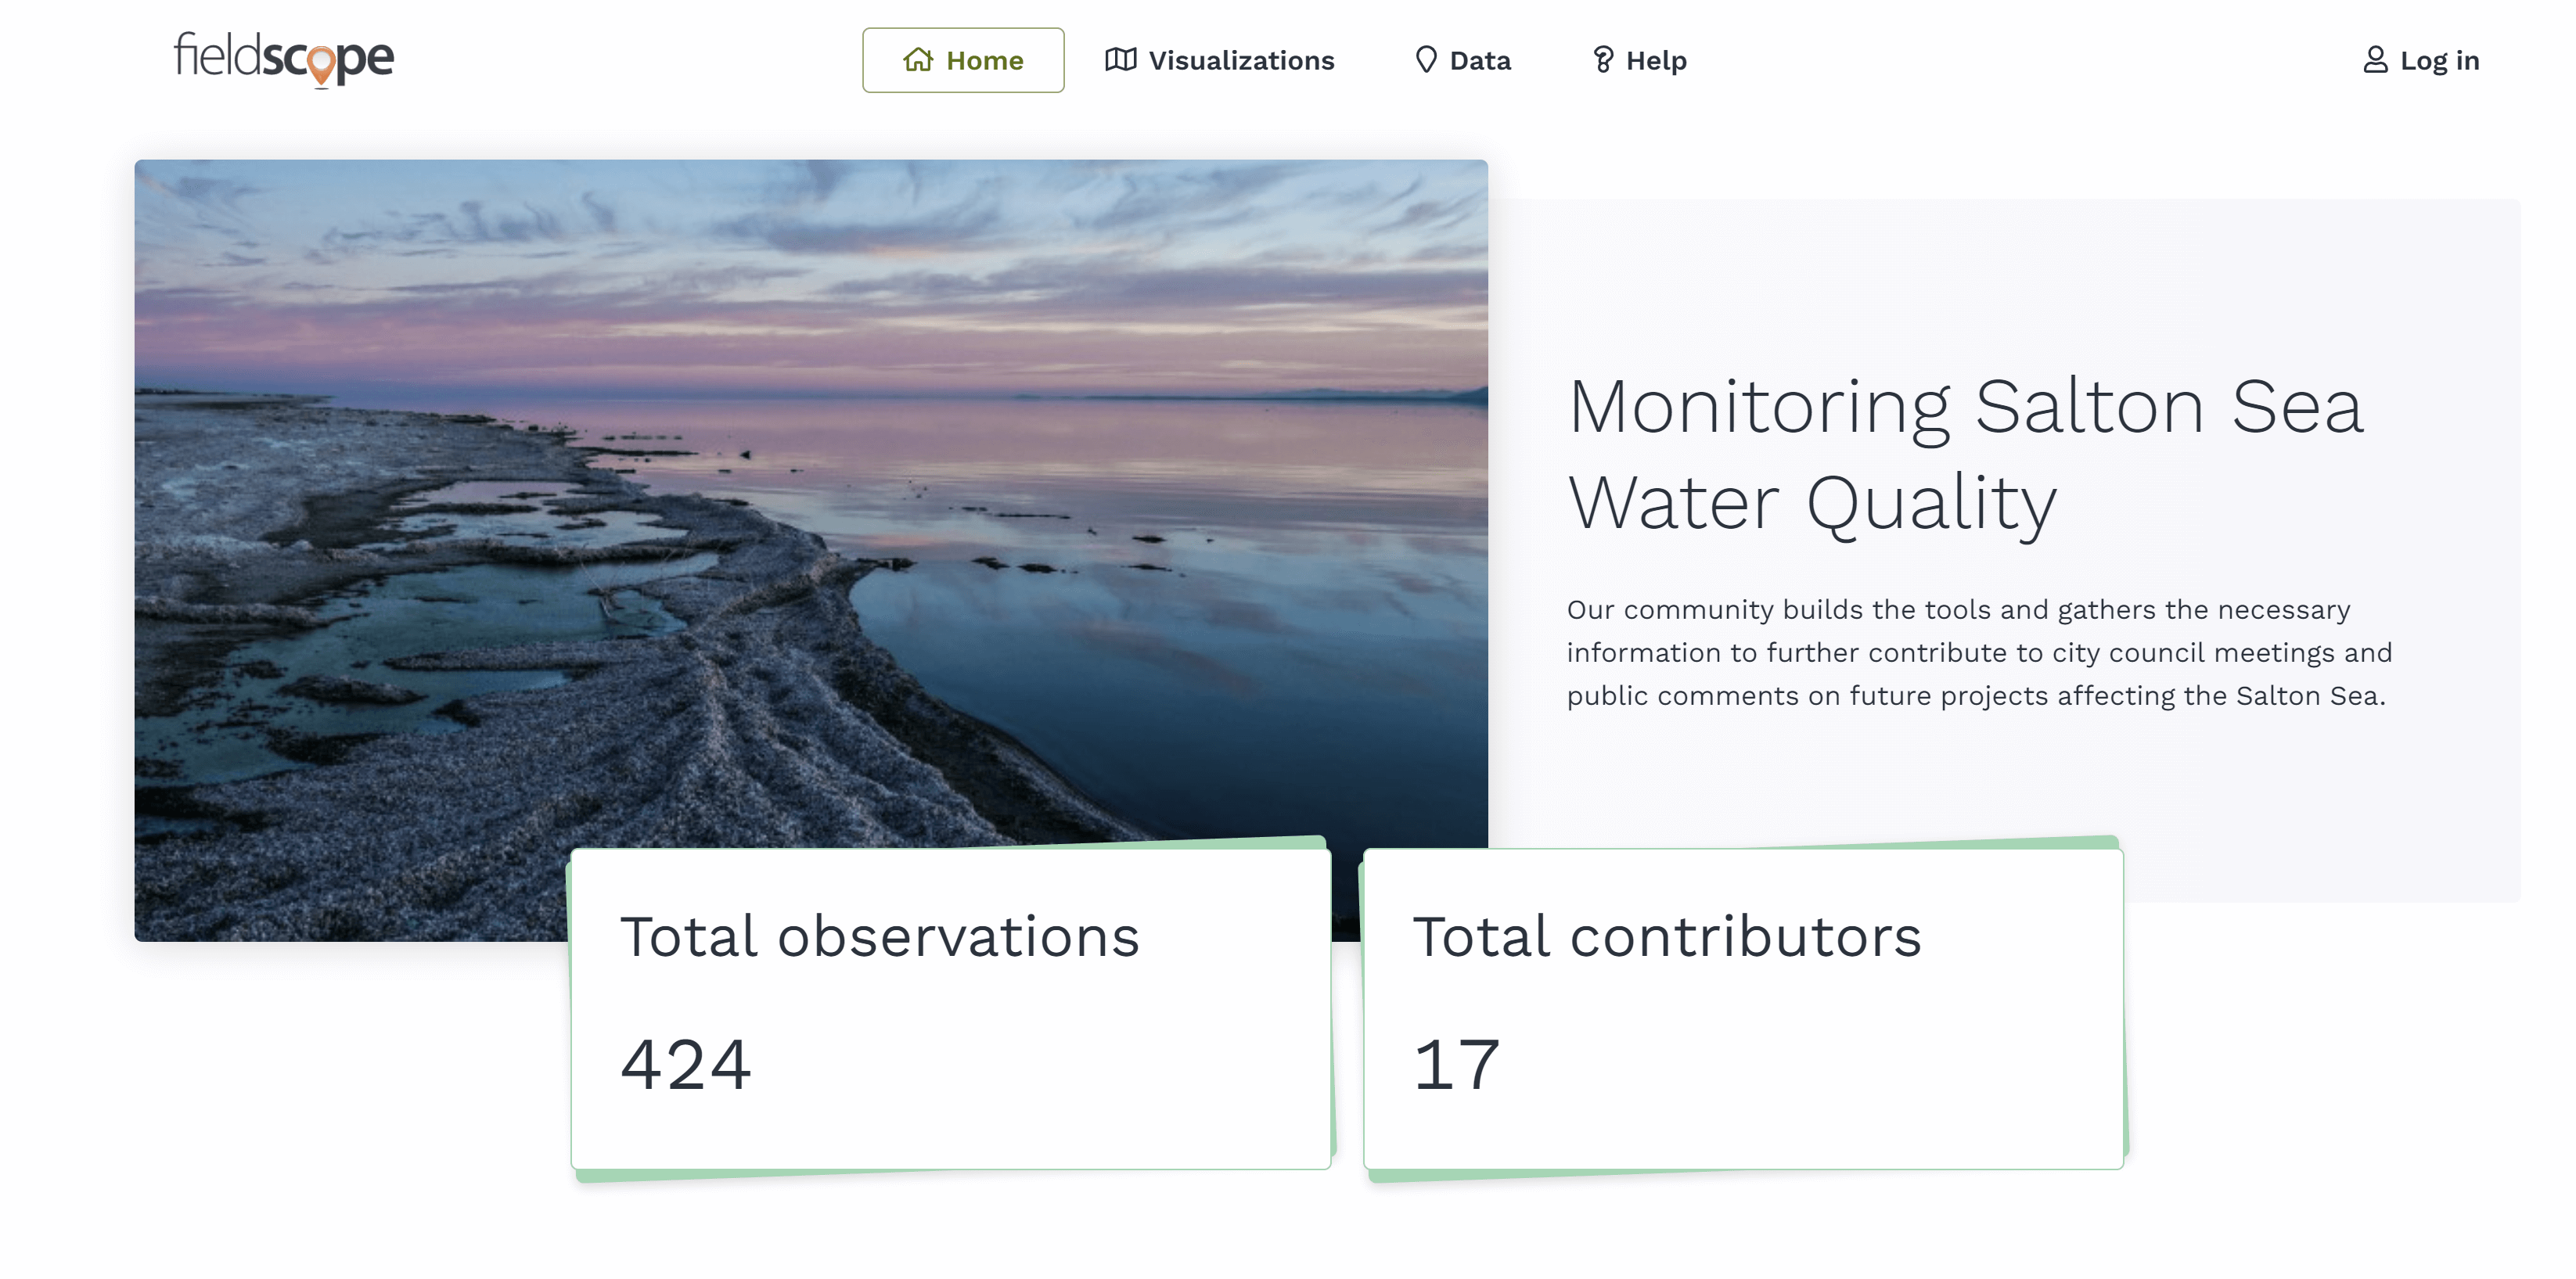 fieldscope
Home
Visualizations
Data
Help
Log in
Monitoring Salton Sea
Water Quality
Our community builds the tools and gathers the necessary
information to further contribute to city council meetings and
public comments on future projects affecting the Salton Sea.
Total observations
424
Total contributors
17